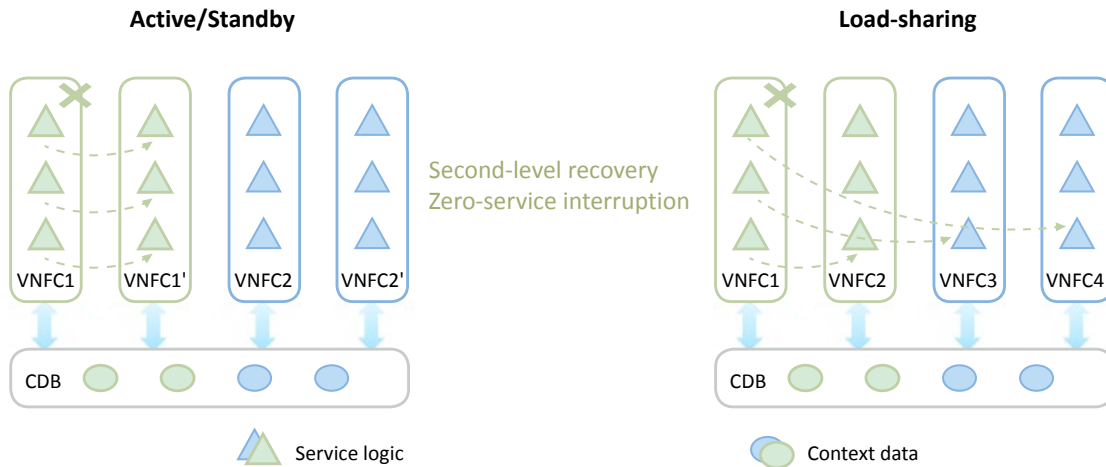 Active/Standby
Load-sharing
Second-level recovery
Zero-service interruption
VNFC1
VNFC1'
VNFC2
VNFC2'
VNFC1
VNFC2
VNFC3
VNFC4
CDB
CDB
Service logic
Context data